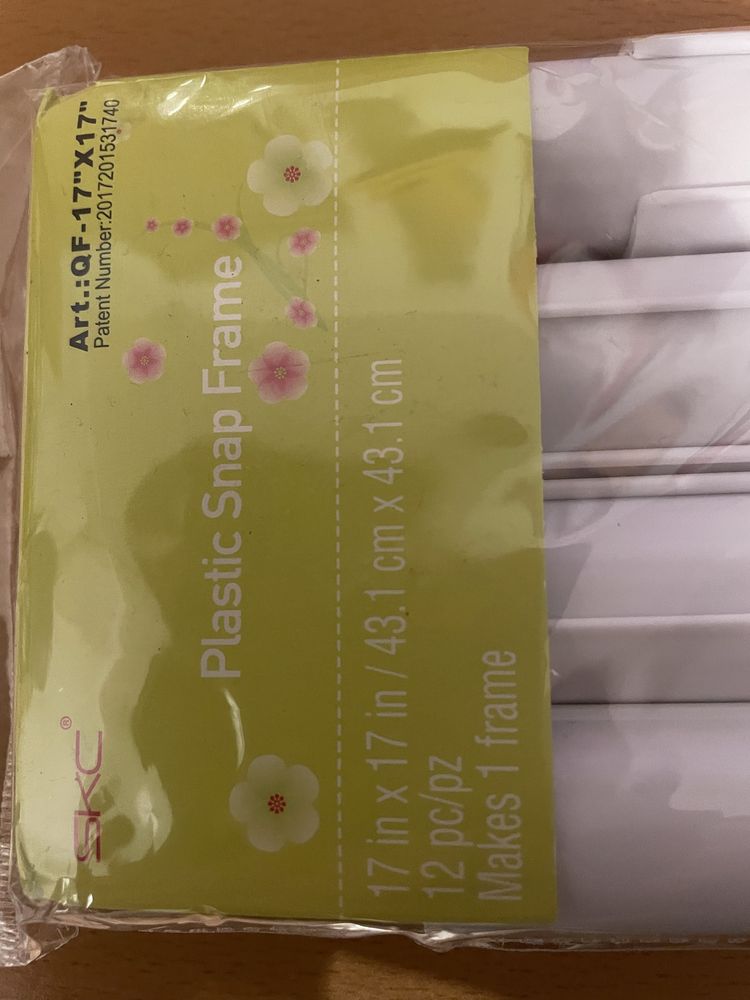 SKC®
Art.:QF-17"X17"
Patent Number:2017201531740
Plastic Snap Frame
17 in x 17 in / 43.1 cm x 43.1 cm
12 pc/pz
Makes 1 frame